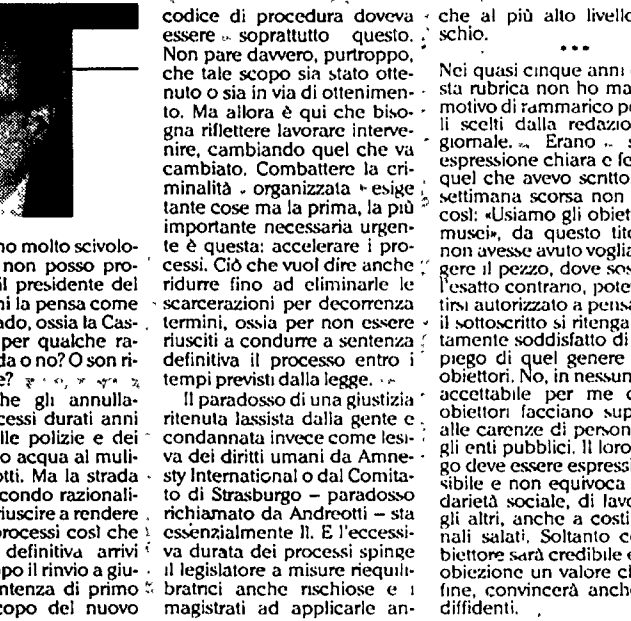 no molto scivolo-
non posso pro-
il presidente del
ni la pensa come
ado, ossia la Cas-
per qualche ra-
da o no? O son ri-
e?
he gli annulla-
cessi durati anni
lle polizie e dei
o acqua al muli-
otti. Ma la strada
condo razionali-
riuscire a rendere
processi così che
definitiva arrivi
po il rinvio a giu-
ntenza di primo
copo del nuovo
codice di procedura doveva
essere soprattutto questo.
Non pare davvero, purtroppo,
che tale scopo sia stato otte-
nuto o sia in via di ottenimen-
to. Ma allora è qui che biso-
gna riflettere lavorare interve-
nire, cambiando quel che va
cambiato. Combattere la cri-
minalità organizzata esige
tante cose ma la prima, la più
importante necessaria urgen-
te è questa: accelerare i pro-
cessi. Ciò che vuol dire anche
ridurre fino ad eliminarle le
scarcerazioni per decorrenza
termini, ossia per non essere
riusciti a condurre a sentenza
definitiva il processo entro i
tempi previsti dalla legge.
Il paradosso di una giustizia
ritenuta lassista dalla gente e
condannata invece come lesi-
va dei diritti umani da Amne-
sty International o dal Comita-
to di Strasburgo – paradosso
richiamato da Andreotti – sta
essenzialmente lì. E l'eccessi-
va durata dei processi spinge
il legislatore a misure riequili-
bratrici anche rischiose e i
magistrati ad applicarle an-
che al più alto livello
schio.
***
Nei quasi cinque anni
sta rubrica non ho ma
motivo di rammarico pe
li scelti dalla redazio
giornale. Erano s
espressione chiara e fe
quel che avevo scritto
settimana scorsa non
così: «Usiamo gli obiet
musei», da questo tito
non avesse avuto voglia
gere il pezzo, dove sos
l'esatto contrario, pote
tirsi autorizzato a pensa
il sottoscritto si ritenga
tamente soddisfatto di
piego di quel genere
obiettori. No, in nessun
accettabile per me c
obiettori facciano sup
alle carenze di person
gli enti pubblici. Il loro
go deve essere espressi
sibile e non equivoca
darietà sociale, di lavo
gli altri, anche a costi
nali salati. Soltanto co
biettore sarà credibile e
obiezione un valore ch
fine, convincerà anche
diffidenti.